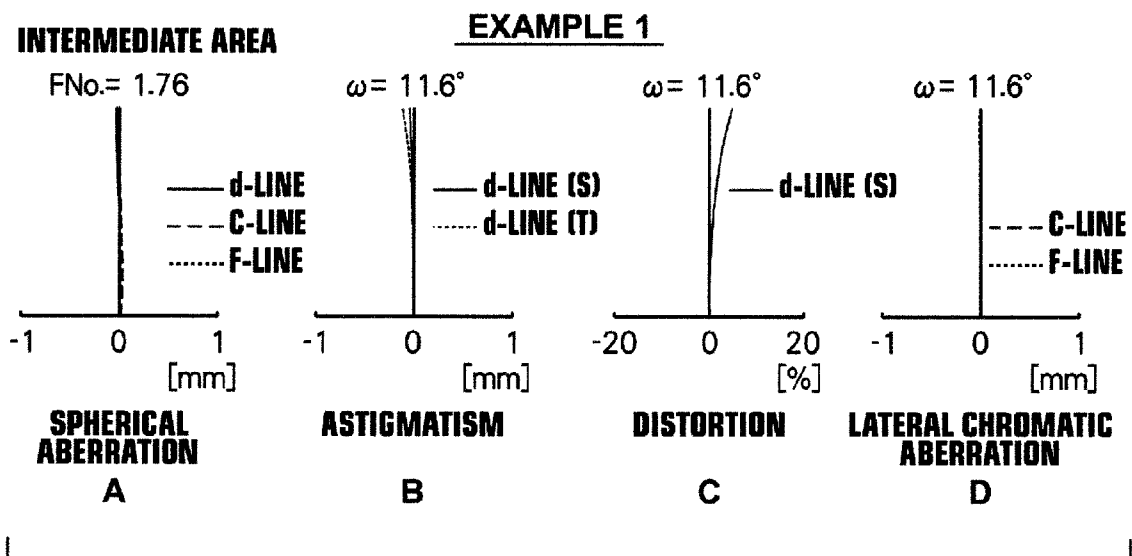 EXAMPLE 1
INTERMEDIATE AREA
FNo.= 1.76
ω= 11.6°
ω= 11.6°
ω= 11.6°
d-LINE
C-LINE
F-LINE
d-LINE (S)
d-LINE (T)
d-LINE (S)
C-LINE
F-LINE
-1 0 1
[mm]
-1 0 1
[mm]
-20 0 20
[%]
-1 0 1
[mm]
SPHERICAL
ABERRATION
ASTIGMATISM
DISTORTION
LATERAL CHROMATIC
ABERRATION
A
B
C
D